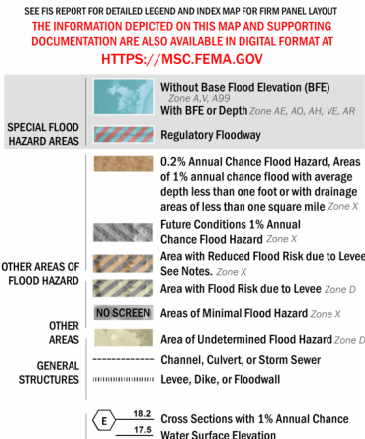 SEE FIS REPORT FOR DETAILED LEGEND AND INDEX MAP FOR FIRM PANEL LAYOUT
THE INFORMATION DEPICTED ON THIS MAP AND SUPPORTING
DOCUMENTATION ARE ALSO AVAILABLE IN DIGITAL FORMAT AT
HTTPS://MSC.FEMA.GOV
SPECIAL FLOOD
HAZARD AREAS
Without Base Flood Elevation (BFE)
Zone A,V, A99
With BFE or Depth Zone AE, AO, AH, VE, AR
Regulatory Floodway
OTHER AREAS OF
FLOOD HAZARD
0.2% Annual Chance Flood Hazard, Areas
of 1% annual chance flood with average
depth less than one foot or with drainage
areas of less than one square mile Zone X
Future Conditions 1% Annual
Chance Flood Hazard Zone X
Area with Reduced Flood Risk due to Levee
See Notes. Zone X
Area with Flood Risk due to Levee Zone D
OTHER
AREAS
NO SCREEN Areas of Minimal Flood Hazard Zone X
Area of Undetermined Flood Hazard Zone D
GENERAL
STRUCTURES
Channel, Culvert, or Storm Sewer
Levee, Dike, or Floodwall
E 18.2 Cross Sections with 1% Annual Chance
17.5 Water Surface Elevation